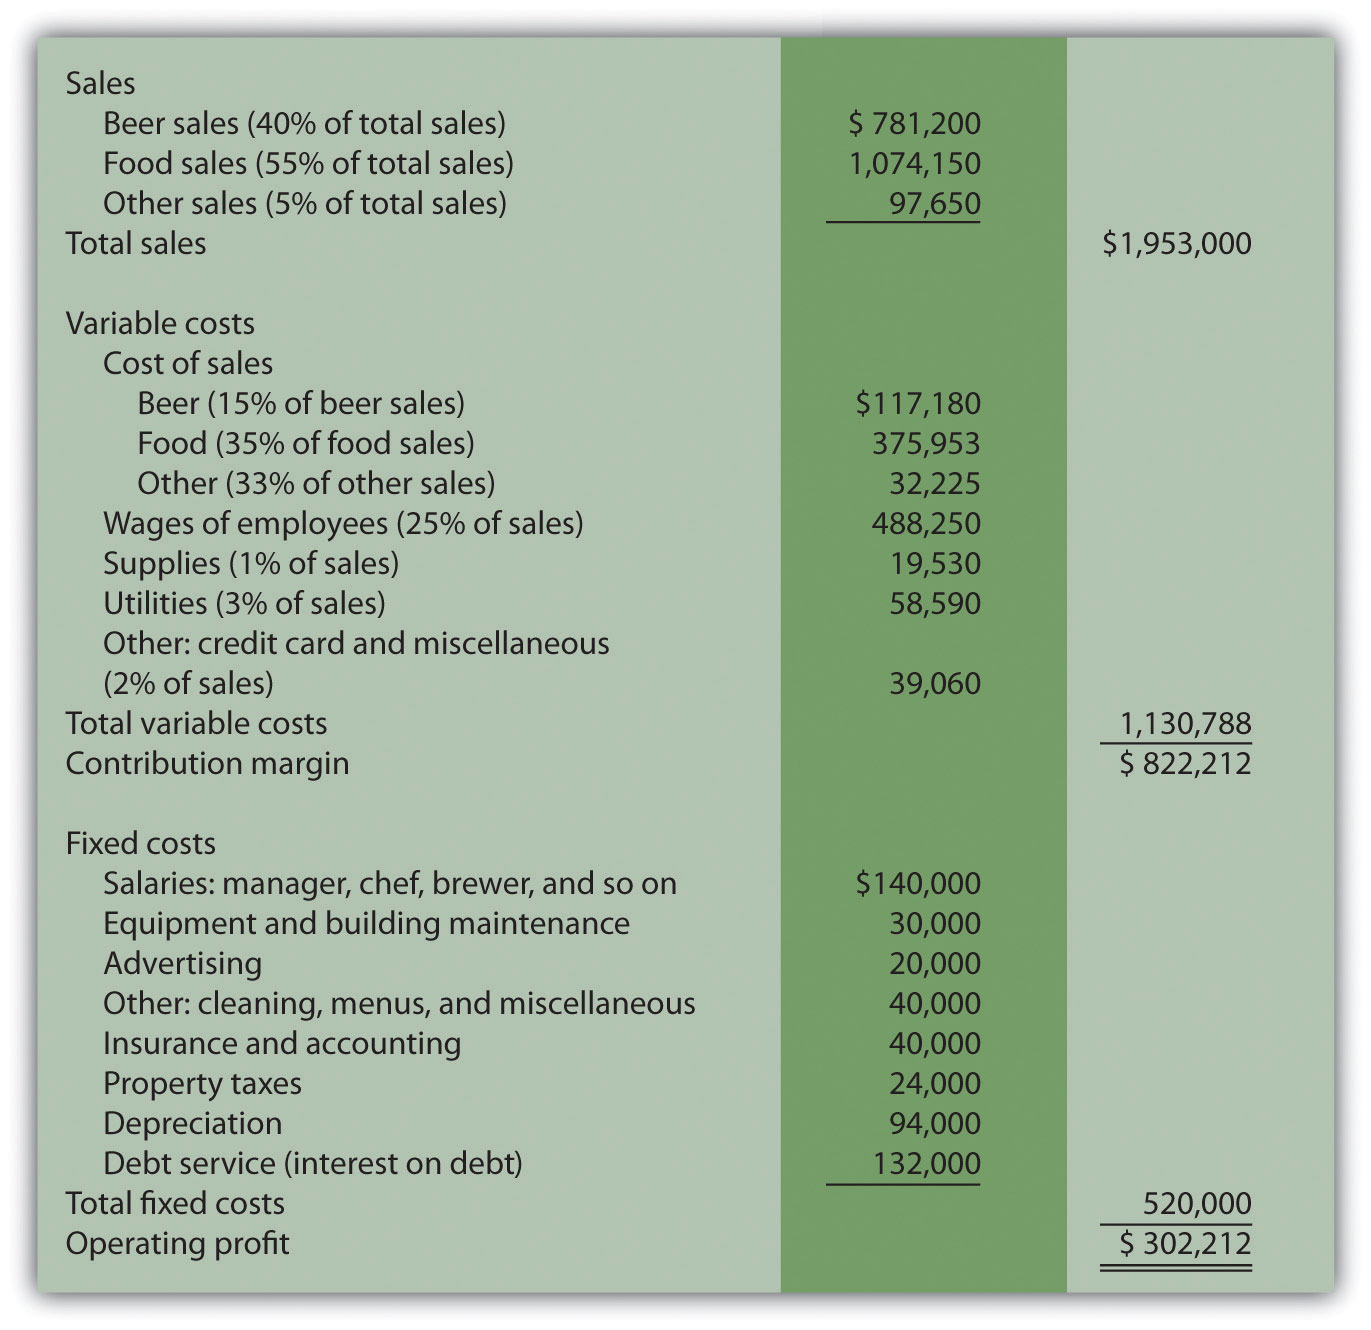 Sales
Beer sales (40% of total sales) $ 781,200
Food sales (55% of total sales) 1,074,150
Other sales (5% of total sales) 97,650
Total sales $1,953,000
Variable costs
Cost of sales
Beer (15% of beer sales) $117,180
Food (35% of food sales) 375,953
Other (33% of other sales) 32,225
Wages of employees (25% of sales) 488,250
Supplies (1% of sales) 19,530
Utilities (3% of sales) 58,590
Other: credit card and miscellaneous
(2% of sales) 39,060
Total variable costs 1,130,788
Contribution margin $ 822,212
Fixed costs
Salaries: manager, chef, brewer, and so on $140,000
Equipment and building maintenance 30,000
Advertising 20,000
Other: cleaning, menus, and miscellaneous 40,000
Insurance and accounting 40,000
Property taxes 24,000
Depreciation 94,000
Debt service (interest on debt) 132,000
Total fixed costs 520,000
Operating profit $ 302,212